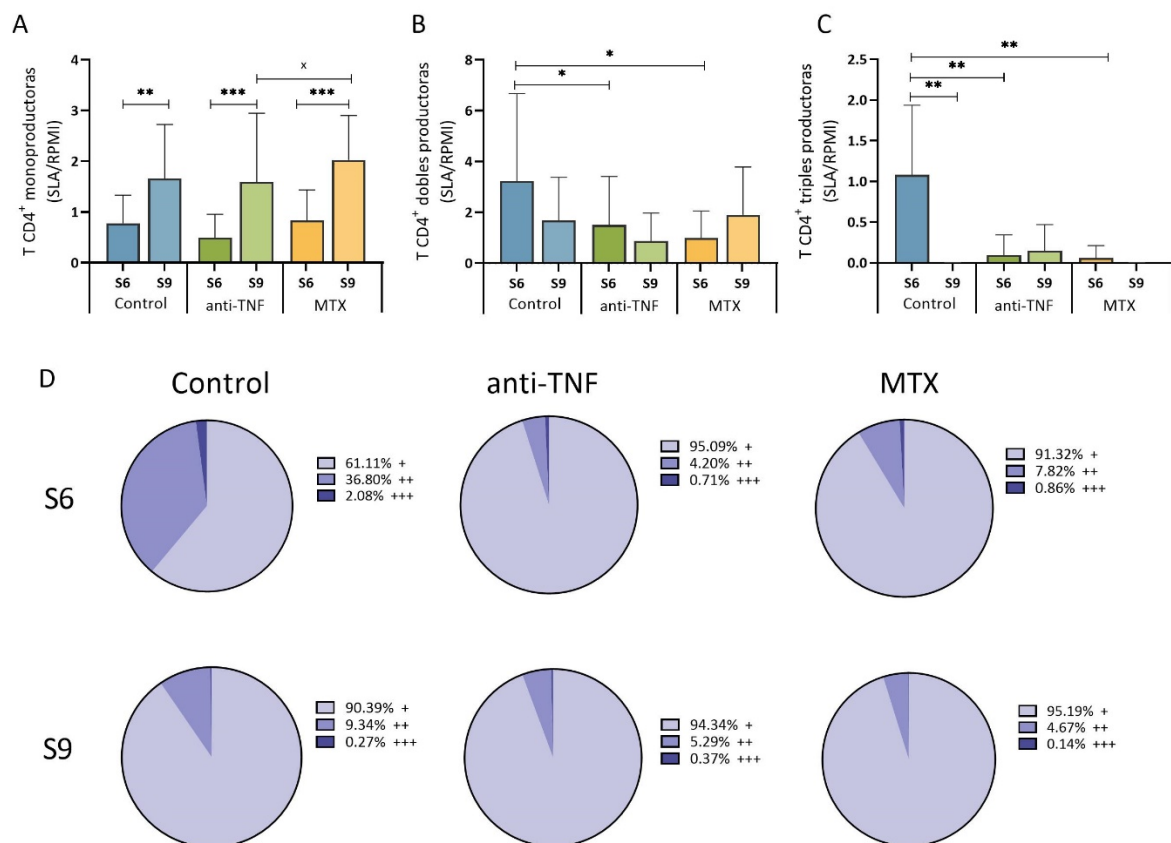 A
T CD4+ monoproductoras
(SLA/RPMI)
4
3
2
1
0
**
***
***
x
S6 S9 S6 S9 S6 S9
Control anti-TNF MTX
B
T CD4+ dobles productoras
(SLA/RPMI)
8
6
4
2
0
*
*
S6 S9 S6 S9 S6 S9
Control anti-TNF MTX
C
T CD4+ triples productoras
(SLA/RPMI)
2.5
2.0
1.5
1.0
0.5
0.0
**
**
**
S6 S9 S6 S9 S6 S9
Control anti-TNF MTX
D
Control anti-TNF MTX
S6
61.11% +
36.80% ++
2.08% +++
95.09% +
4.20% ++
0.71% +++
91.32% +
7.82% ++
0.86% +++
S9
90.39% +
9.34% ++
0.27% +++
94.34% +
5.29% ++
0.37% +++
95.19% +
4.67% ++
0.14% +++